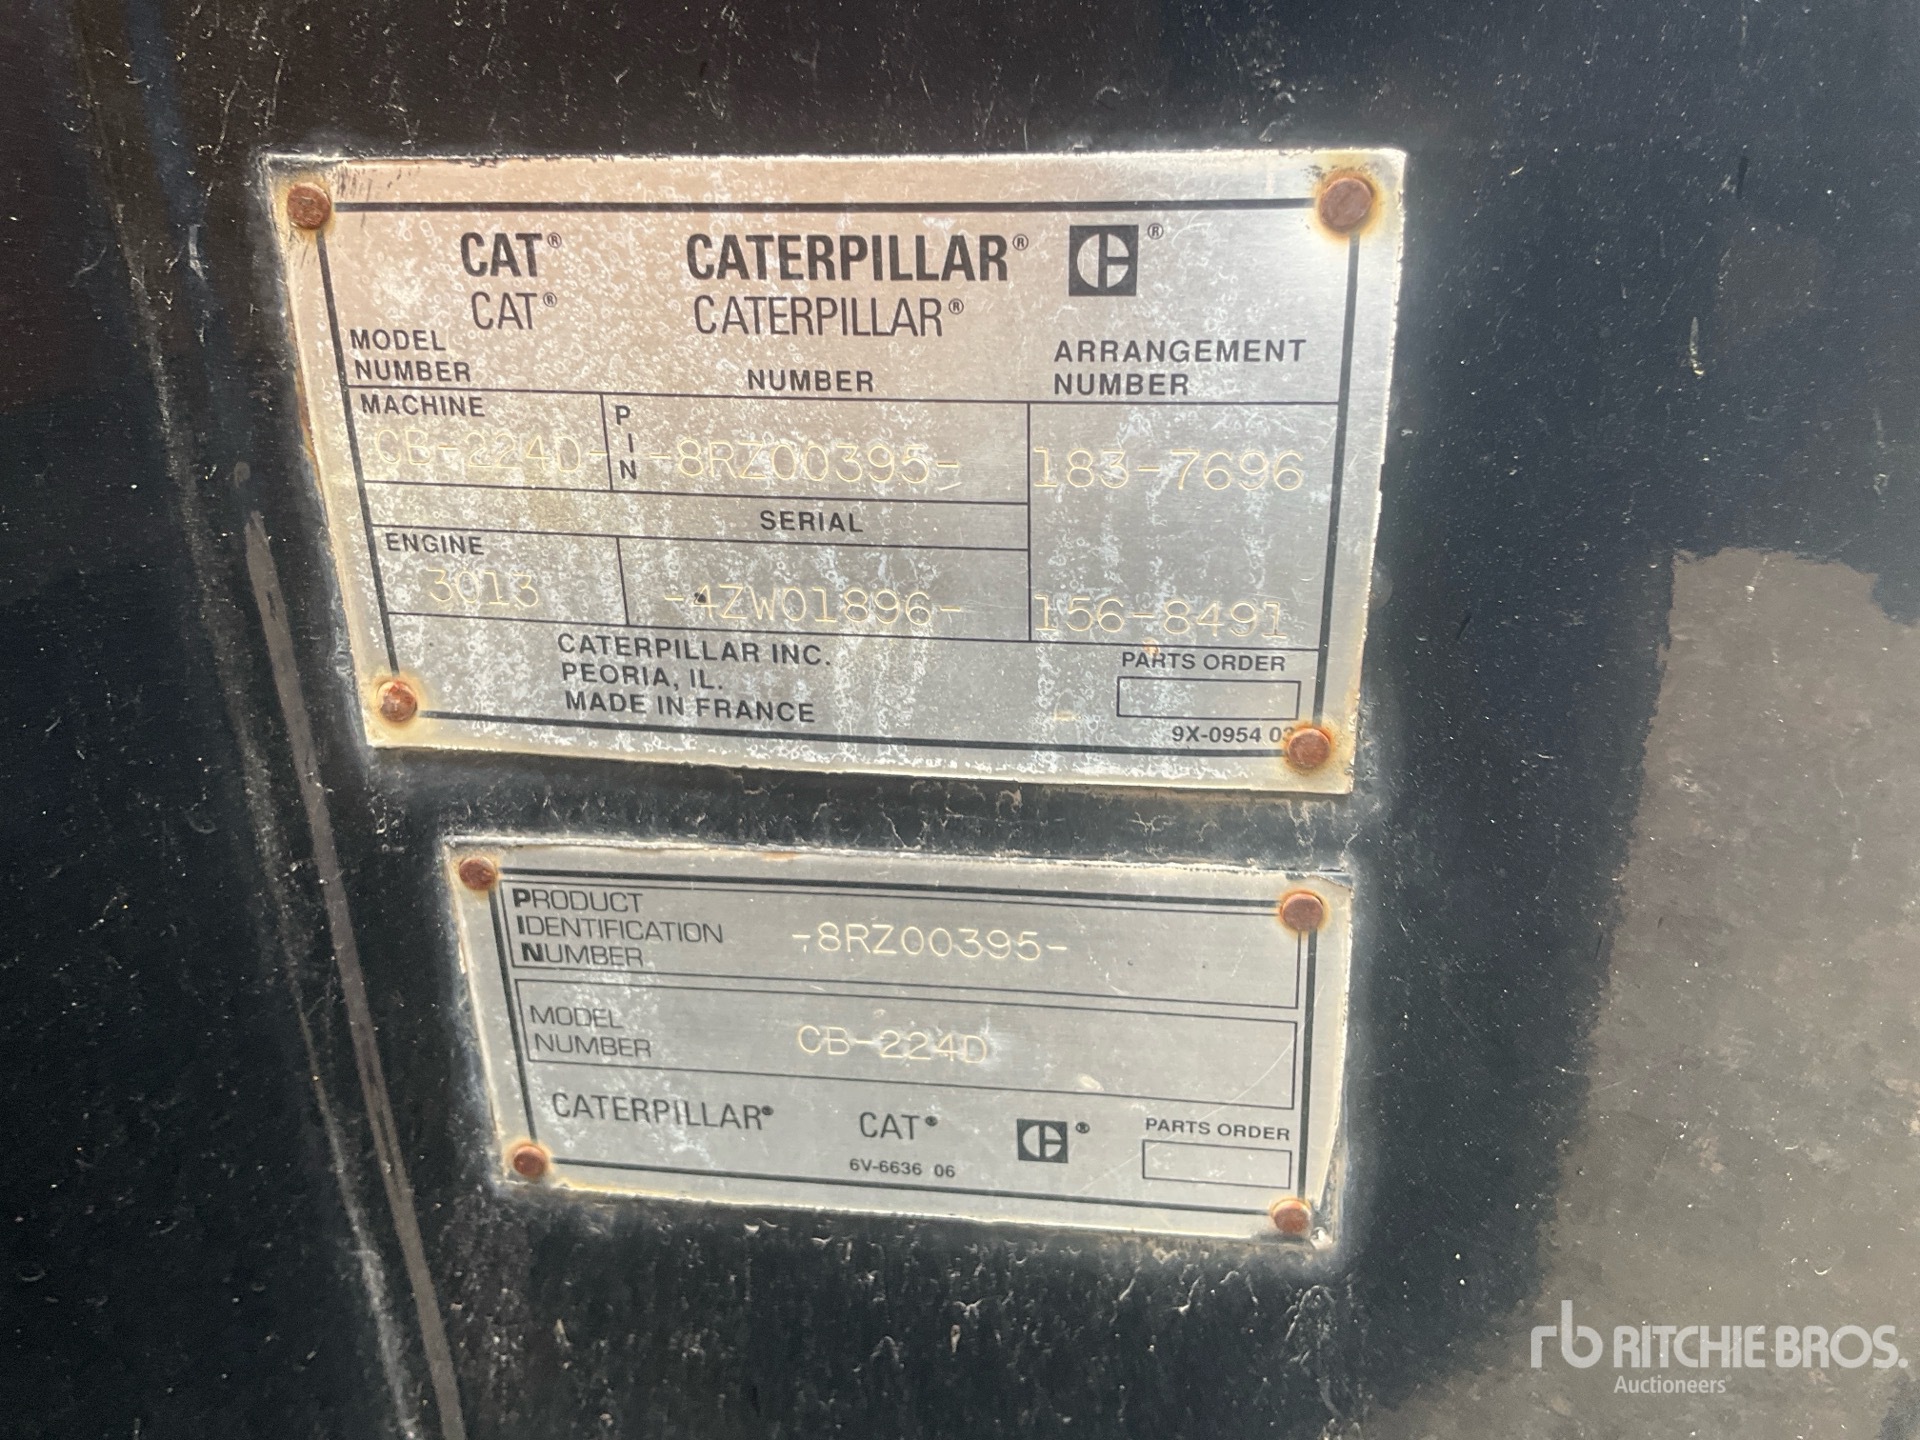 CAT® CATERPILLAR® ®
CAT® CATERPILLAR®
MODEL NUMBER NUMBER ARRANGEMENT NUMBER
MACHINE PIN
CB-224D- -8RZ00395- 183-7696
SERIAL
ENGINE
3013 -4ZW01896- 156-8491
CATERPILLAR INC.
PEORIA, IL.
MADE IN FRANCE
PARTS ORDER
-
9X-0954
PRODUCT
IDENTIFICATION
NUMBER
-8RZ00395-
MODEL
NUMBER
CB-224D
CATERPILLAR® CAT® ®
PARTS ORDER
6V-6636 06
rb RITCHIE BROS.
Auctioneers